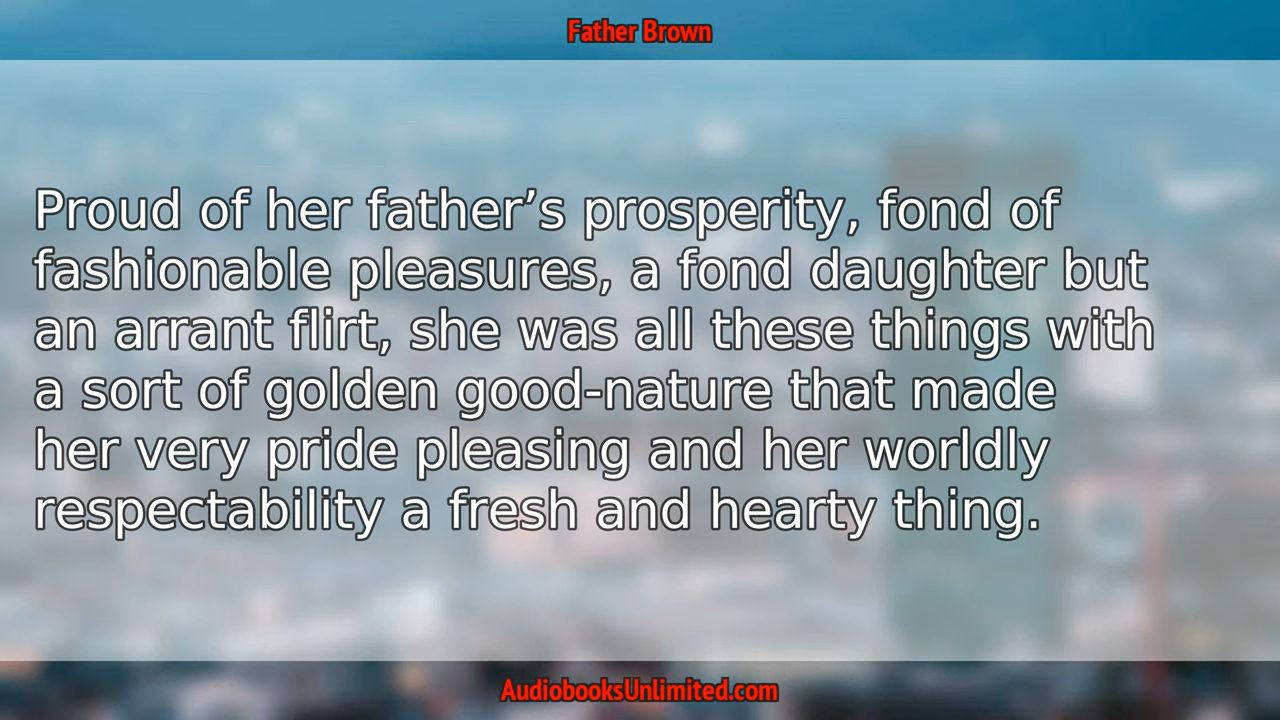 Father Brown
Proud of her father’s prosperity, fond of
fashionable pleasures, a fond daughter but
an arrant flirt, she was all these things with
a sort of golden good-nature that made
her very pride pleasing and her worldly
respectability a fresh and hearty thing.
AudiobooksUnlimited.com